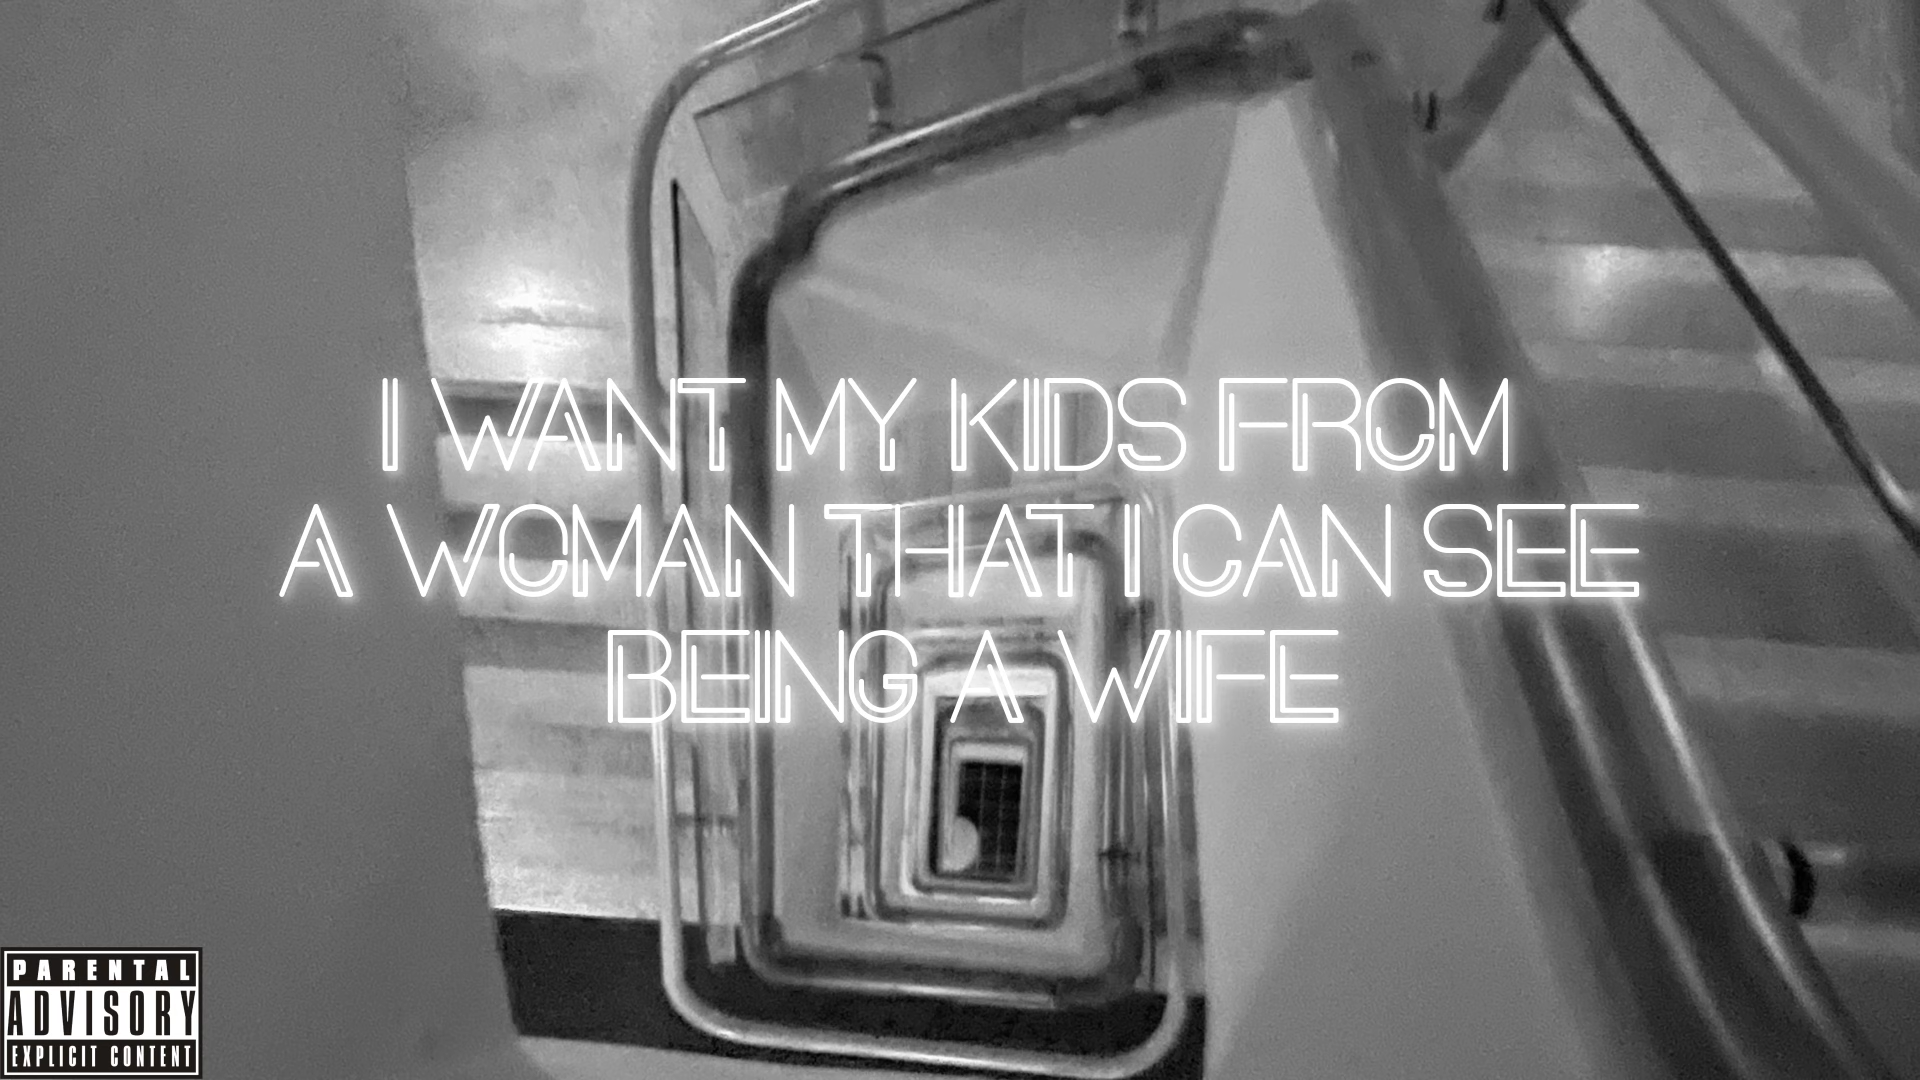 I WANT MY KIDS FROM
A WOMAN THAT I CAN SEE
BEING A WIFE
PARENTAL
ADVISORY
EXPLICIT CONTENT